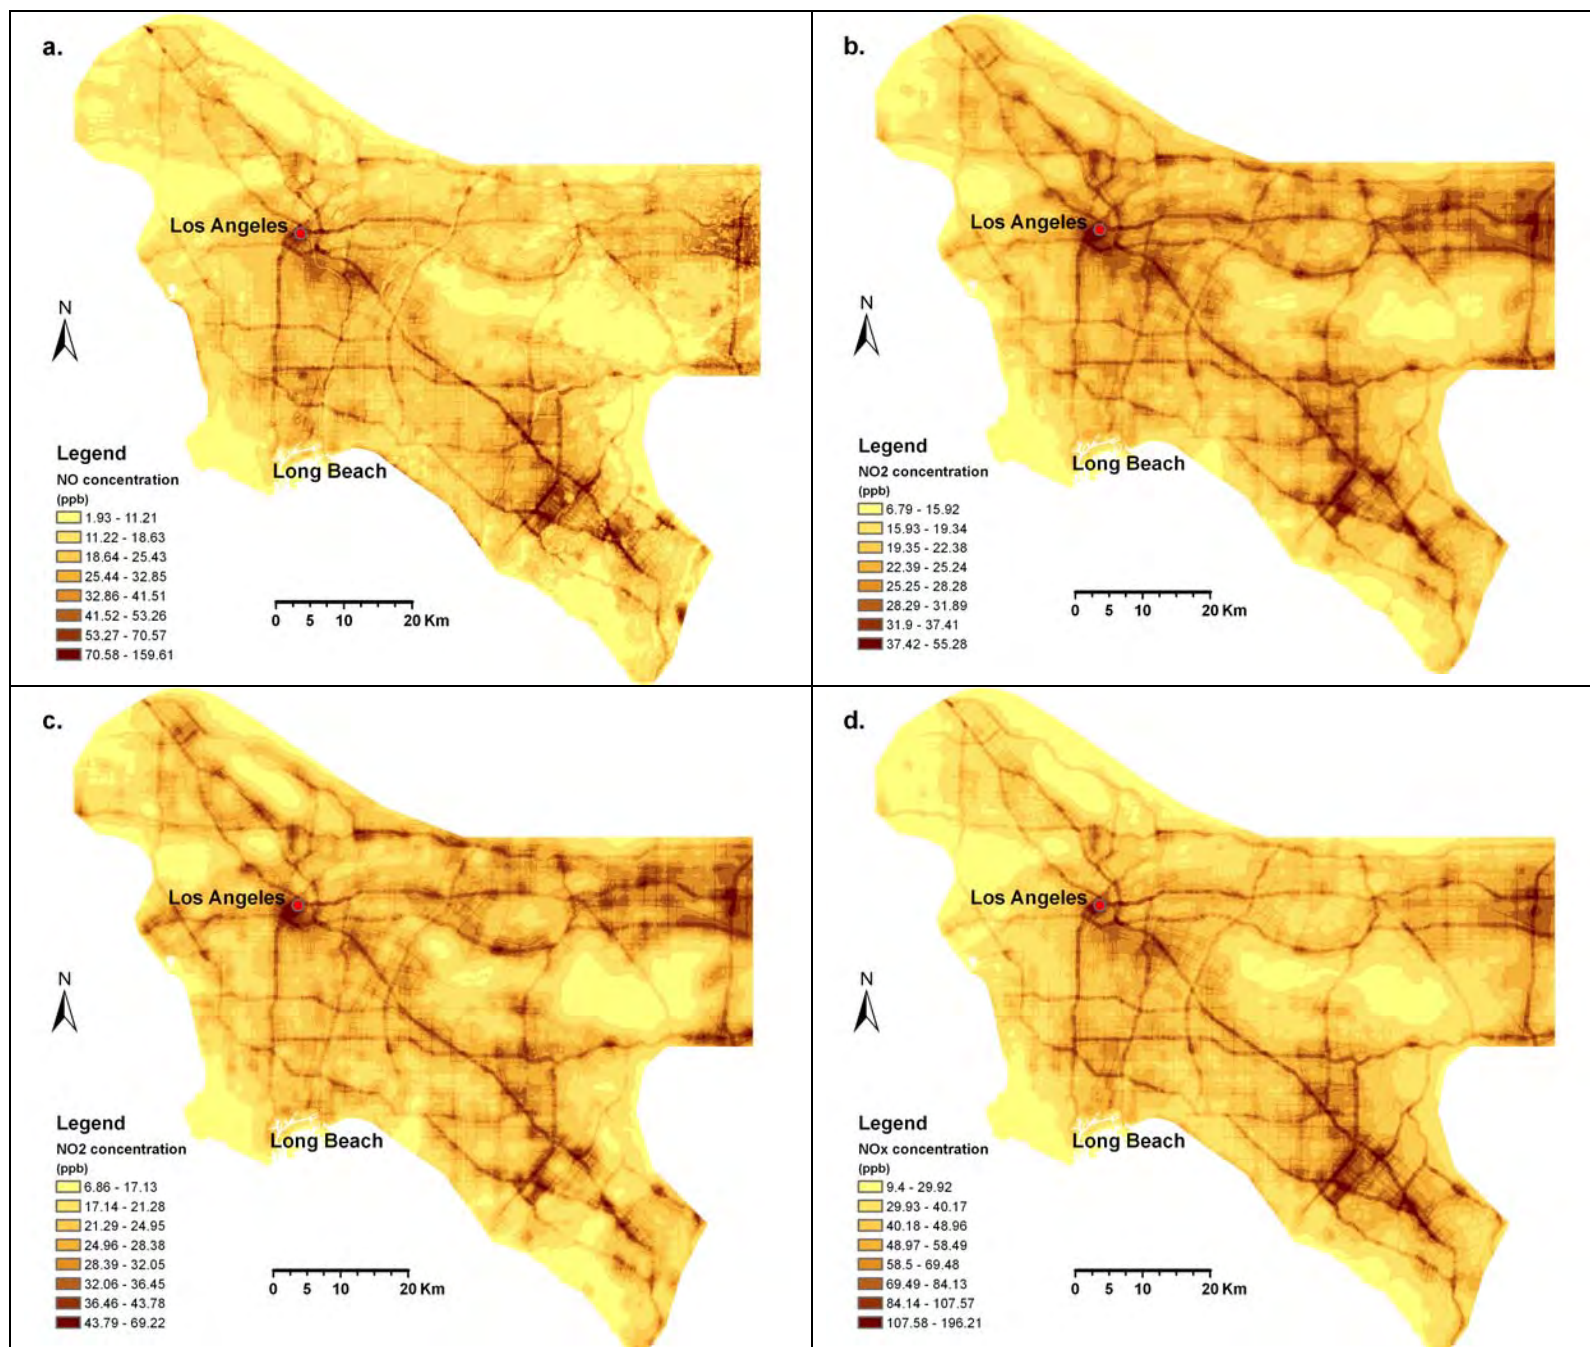 a.
Los Angeles
N
Long Beach
Legend
NO concentration
(ppb)
1.93 - 11.21
11.22 - 18.63
18.64 - 25.43
25.44 - 32.85
32.86 - 41.51
41.52 - 53.26
53.27 - 70.57
70.58 - 159.61
0 5 10 20 Km
b.
Los Angeles
N
Long Beach
Legend
NO2 concentration
(ppb)
6.79 - 15.92
15.93 - 19.34
19.35 - 22.38
22.39 - 25.24
25.25 - 28.28
28.29 - 31.89
31.9 - 37.41
37.42 - 55.28
0 5 10 20 Km
c.
Los Angeles
N
Long Beach
Legend
NO2 concentration
(ppb)
6.86 - 17.13
17.14 - 21.28
21.29 - 24.95
24.96 - 28.38
28.39 - 32.05
32.06 - 36.45
36.46 - 43.78
43.79 - 69.22
0 5 10 20 Km
d.
Los Angeles
N
Long Beach
Legend
NOx concentration
(ppb)
9.4 - 29.92
29.93 - 40.17
40.18 - 48.96
48.97 - 58.49
58.5 - 69.48
69.49 - 84.13
84.14 - 107.57
107.58 - 196.21
0 5 10 20 Km